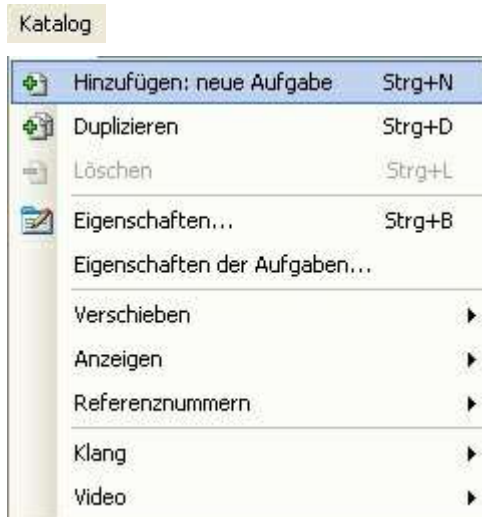 Katalog
Hinzufügen: neue Aufgabe Strg+N
Duplizieren Strg+D
Löschen Strg+L
Eigenschaften... Strg+B
Eigenschaften der Aufgaben...
Verschieben
Anzeigen
Referenznummern
Klang
Video